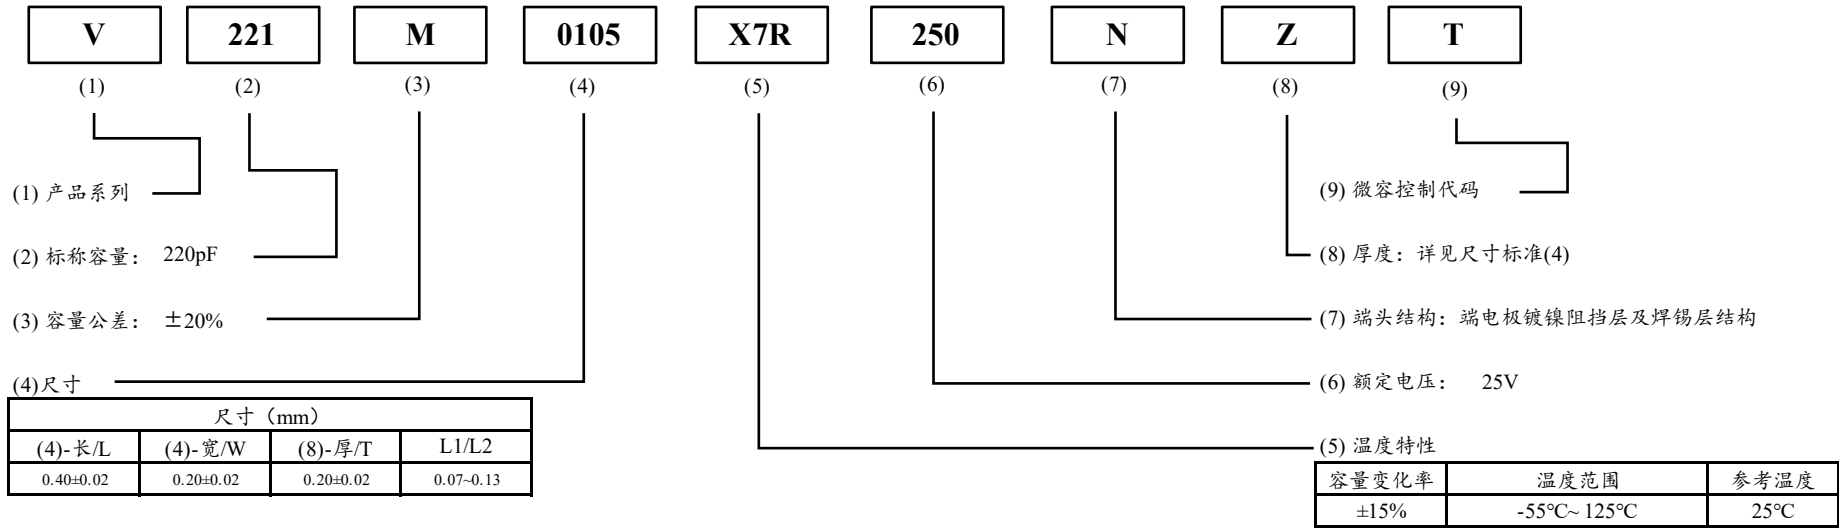 V 221 M 0105 X7R 250 N Z T
(1) (2) (3) (4) (5) (6) (7) (8) (9)
(1) 产品系列
(9) 微容控制代码
(2) 标称容量： 220pF
(8) 厚度：详见尺寸标准(4)
(3) 容量公差： ±20%
(7) 端头结构：端电极镀镍阻挡层及焊锡层结构
(4)尺寸
(6) 额定电压： 25V
尺寸（mm）
(4)-长/L (4)-宽/W (8)-厚/T L1/L2
0.40±0.02 0.20±0.02 0.20±0.02 0.07~0.13
(5) 温度特性
容量变化率 温度范围 参考温度
±15% -55℃~ 125℃ 25℃